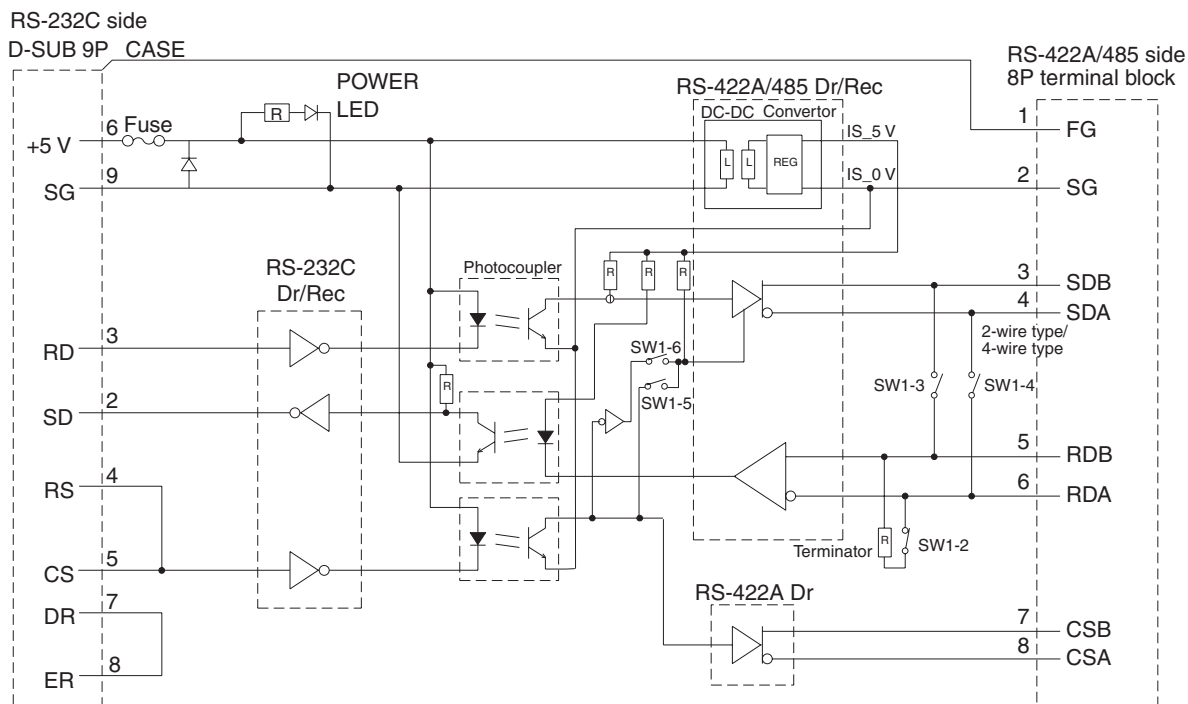 RS-232C side
D-SUB 9P CASE
RS-422A/485 side
8P terminal block
POWER
LED
RS-422A/485 Dr/Rec
DC-DC Convertor
R
6
Fuse
+5 V
IS_5 V
1
FG
L
L
REG
9
SG
IS_0 V
2
SG
RS-232C
Dr/Rec
Photocoupler
R
R
R
3
SDB
4
SDA
2-wire type/
4-wire type
3
RD
SW1-6
R
SW1-5
SW1-3
SW1-4
2
SD
5
RDB
4
RS
6
RDA
Terminator
R
SW1-2
5
CS
RS-422A Dr
7
DR
7
CSB
8
CSA
8
ER